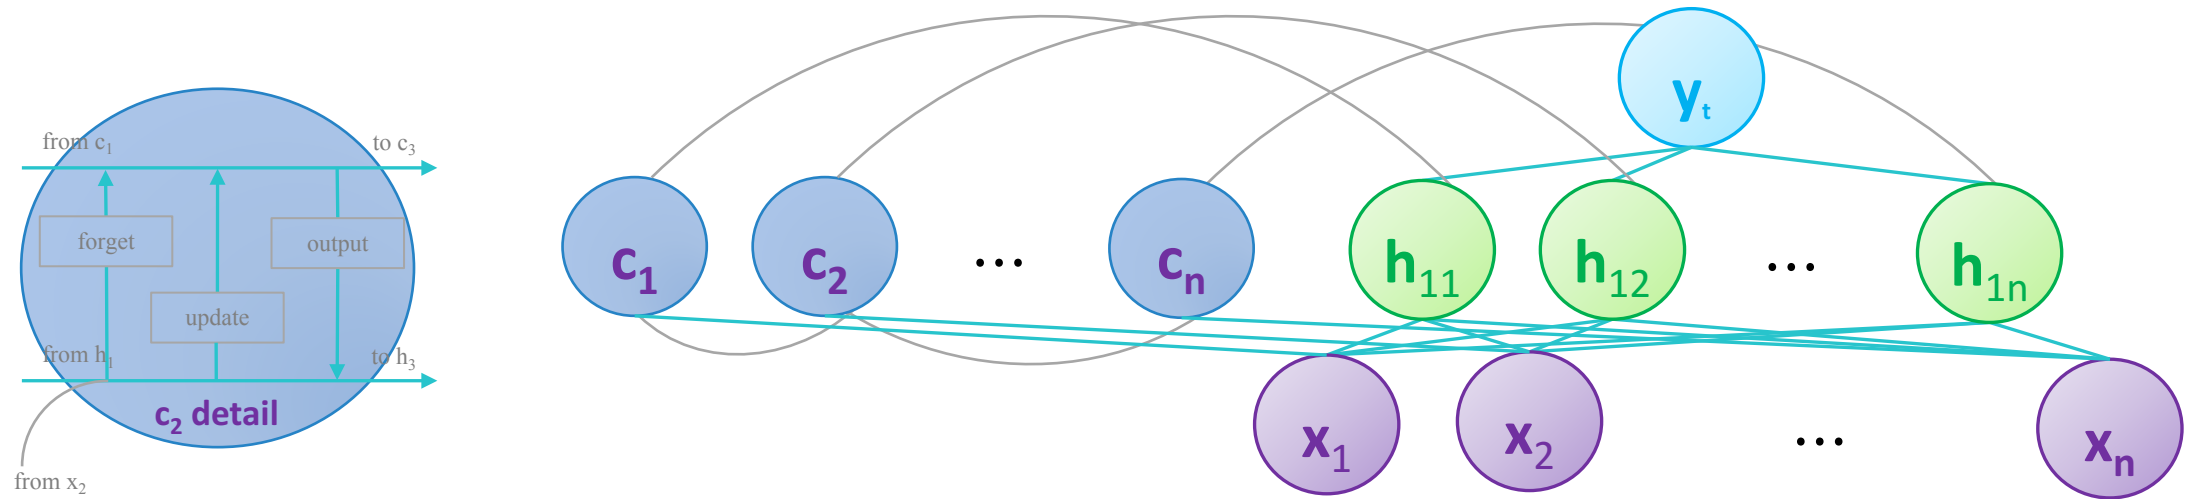 from c₁
to c₃
forget
output
update
from h₁
to h₃
c₂ detail
from x₂
yₜ
c₁
c₂
...
cₙ
h₁₁
h₁₂
...
h₁ₙ
x₁
x₂
...
xₙ